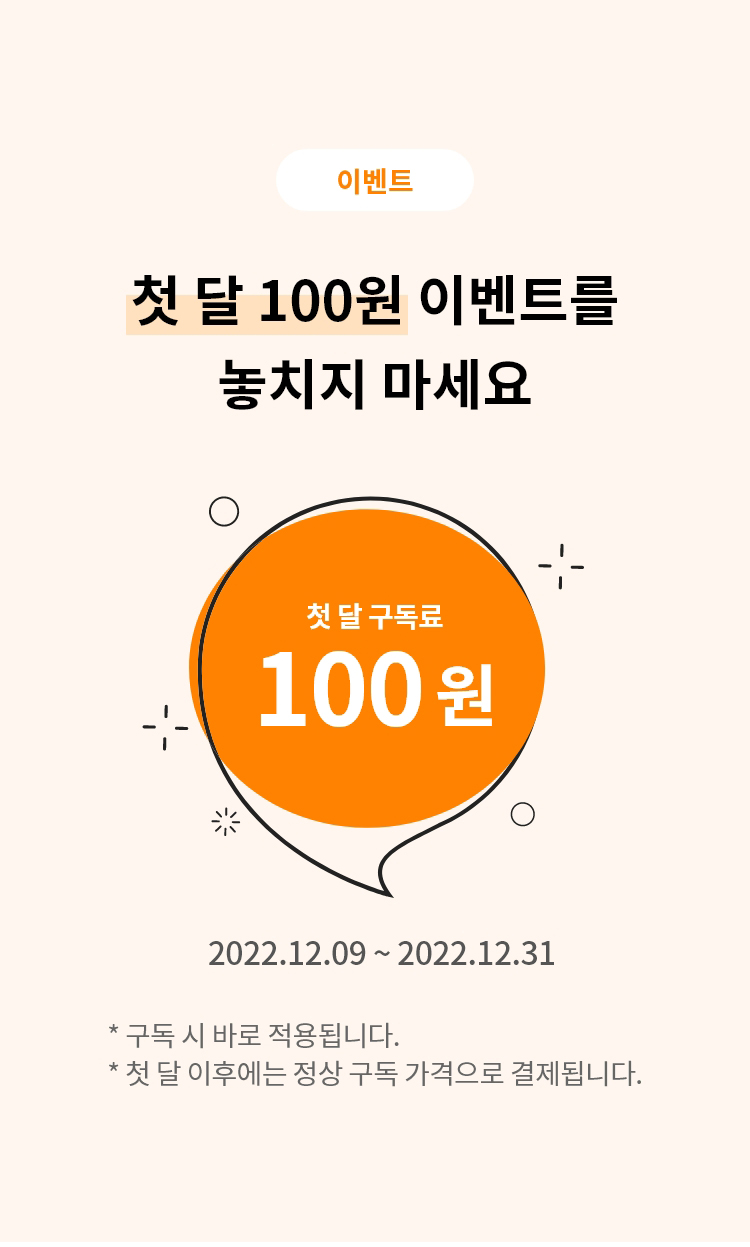 이벤트
첫 달 100원 이벤트를
놓치지 마세요
첫 달 구독료
100 원
2022.12.09 ~ 2022.12.31
* 구독 시 바로 적용됩니다.
* 첫 달 이후에는 정상 구독 가격으로 결제됩니다.